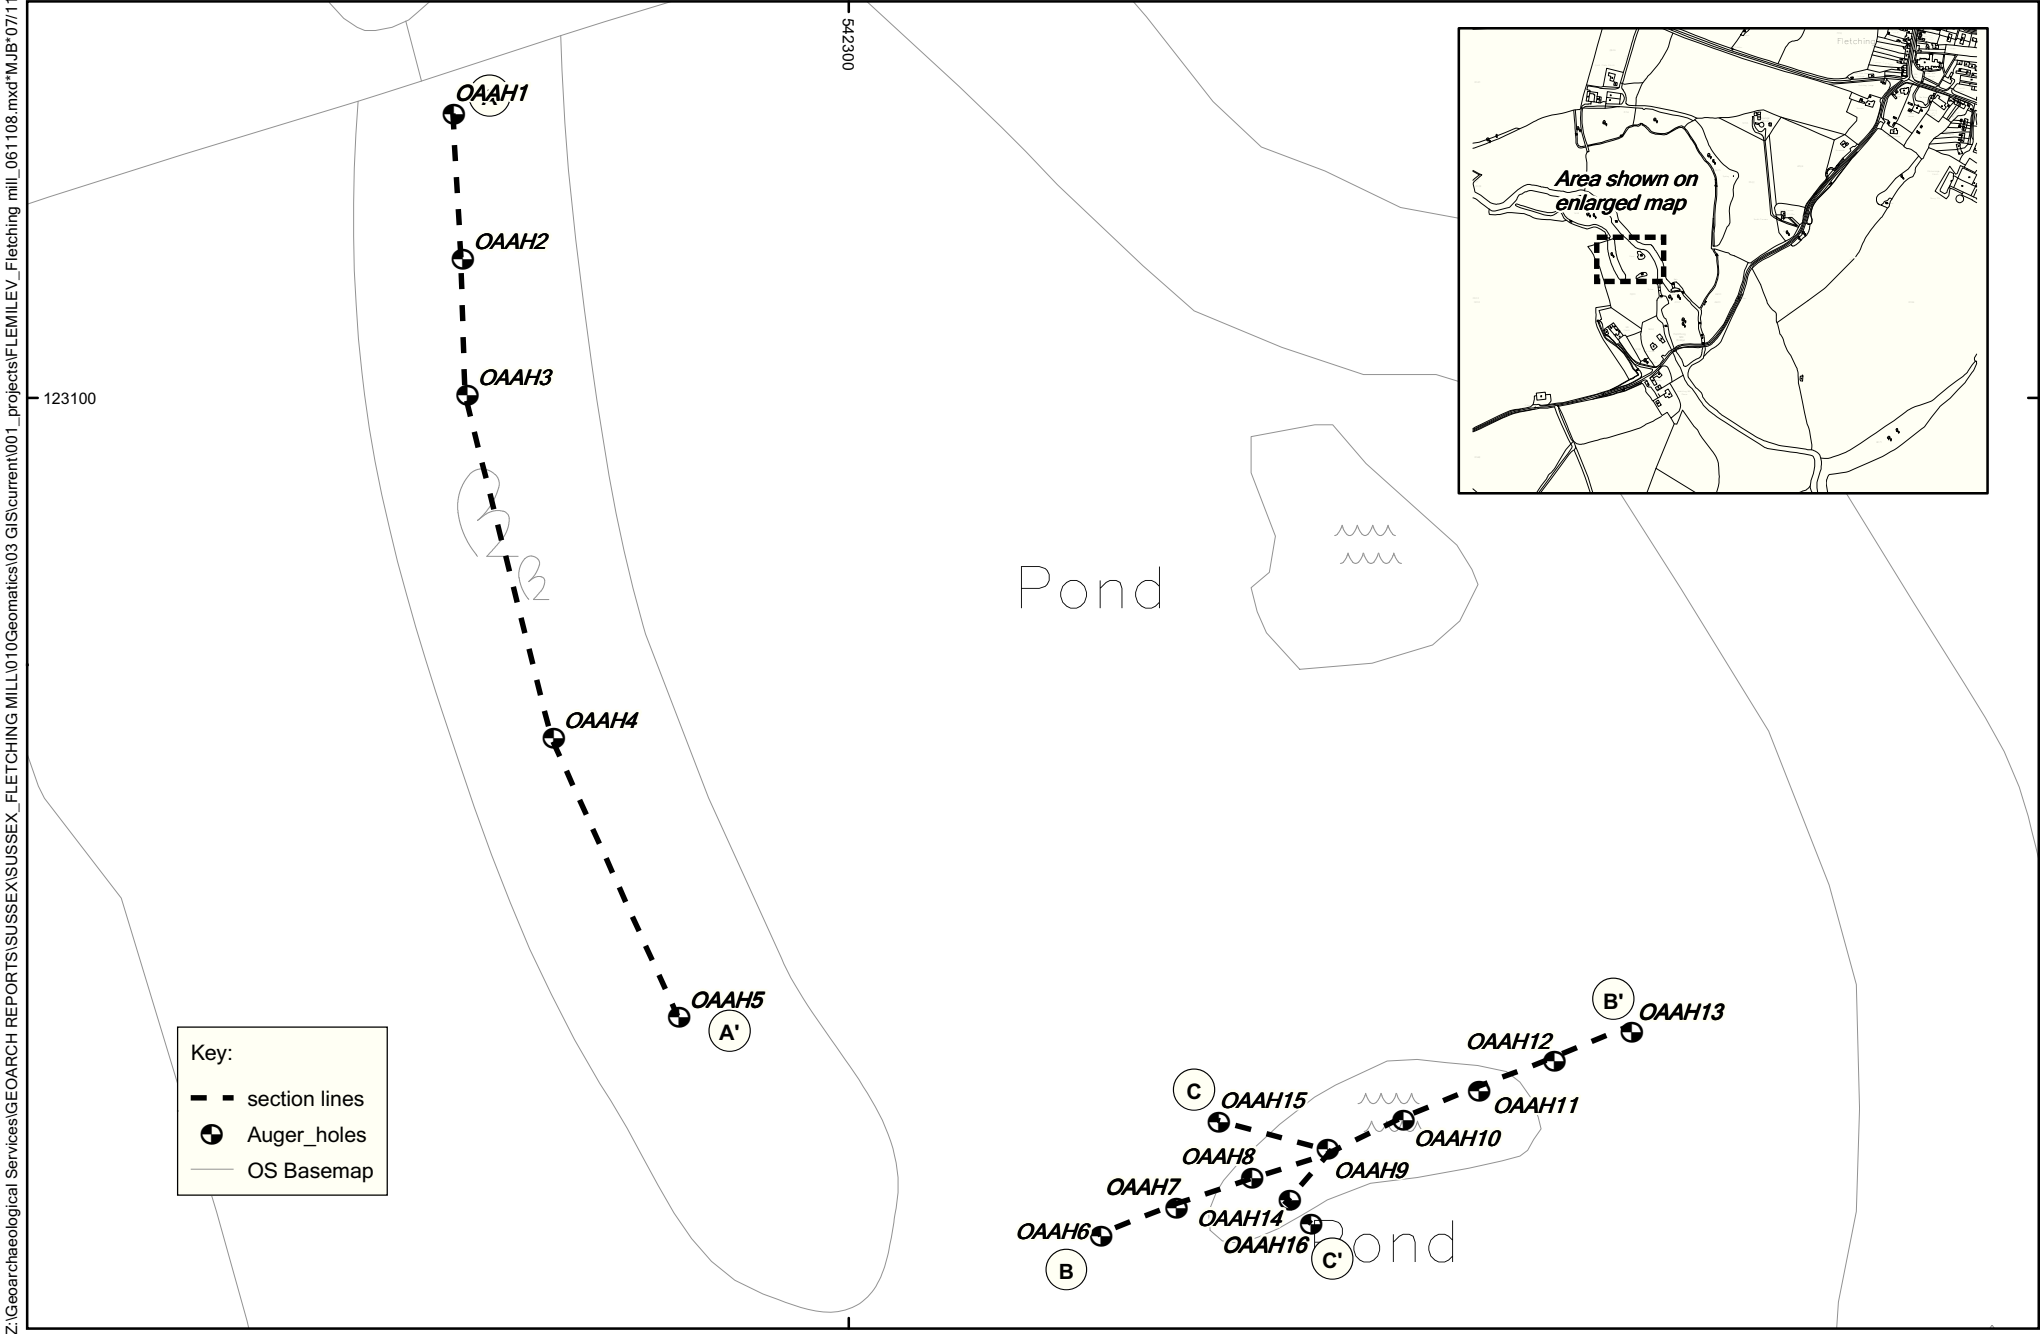 Z:\Geoarchaeological Services\GEOARCH REPORTS\SUSSEX\SUSSEX_FLETCHING MILL\010Geomatics\03 GIS\current\001_projects\FLEMILEV_Fletching mill_061108.mxd*MJB*07/11
542300
Fletching
OAAH1
Area shown on
enlarged map
OAAH2
OAAH3
123100
Pond
OAAH4
OAAH5
A'
B'
OAAH13
OAAH12
C
OAAH15
OAAH11
OAAH10
OAAH8
OAAH9
OAAH7
OAAH14
OAAH6
OAAH16
Pond
C'
B
Key:
section lines
Auger_holes
OS Basemap